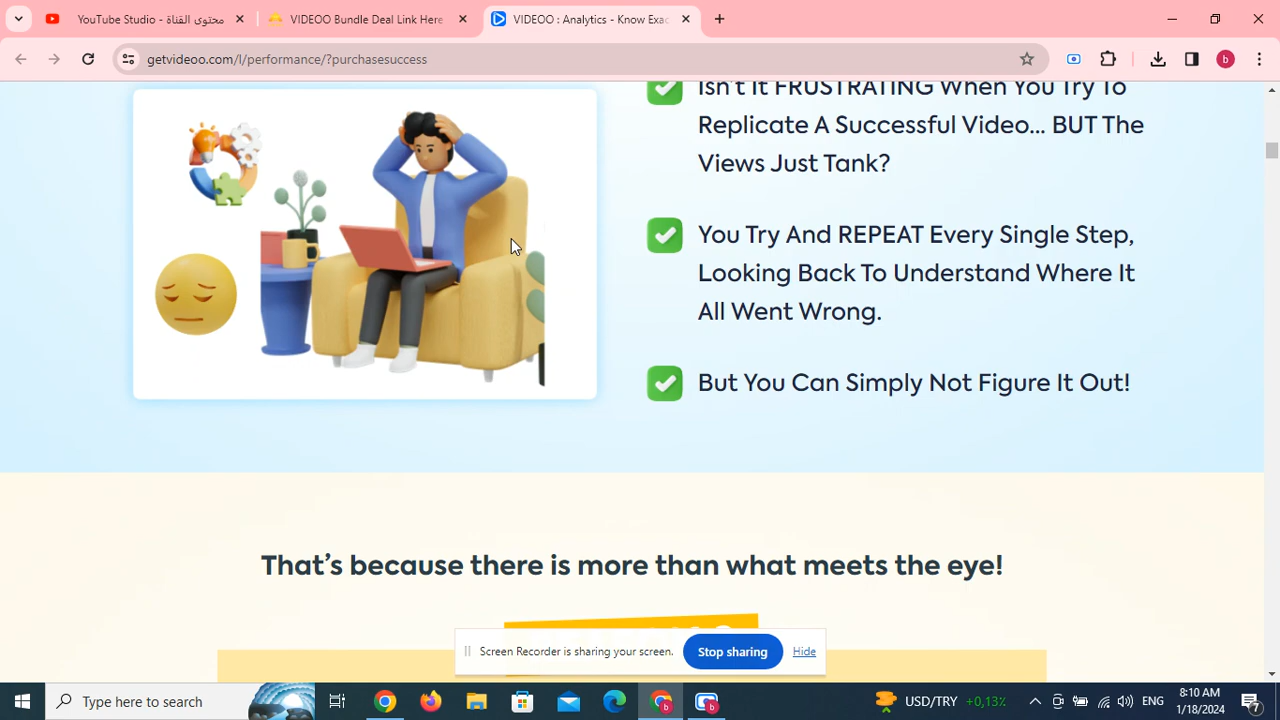 YouTube Studio - محتوى القناة
VIDEOO Bundle Deal Link Here
VIDEOO : Analytics - Know Exac
getvideoo.com/l/performance/?purchasesuccess
b
Isn't It FRUSTRATING When You Try To
Replicate A Successful Video... BUT The
Views Just Tank?
You Try And REPEAT Every Single Step,
Looking Back To Understand Where It
All Went Wrong.
But You Can Simply Not Figure It Out!
That's because there is more than what meets the eye!
Screen Recorder is sharing your screen.
Stop sharing
Hide
Type here to search
USD/TRY +0,13%
ENG
8:10 AM
1/18/2024
7